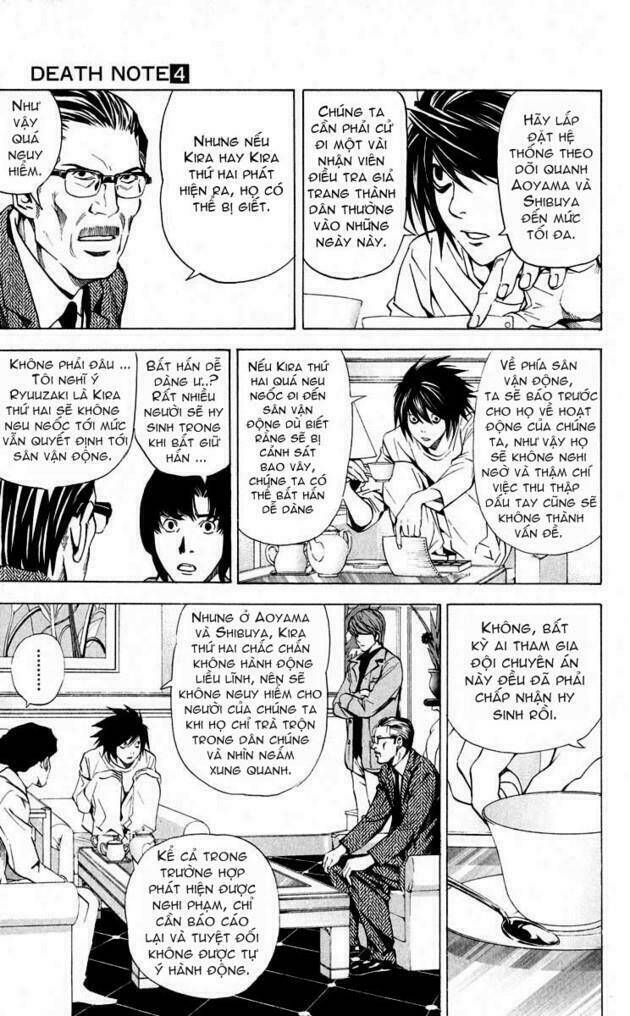 DEATH NOTE 4
HÃY LẮP
ĐẶT HỆ
THỐNG THEO
DÕI QUANH
AOYAMA VÀ
SHIBUYA
ĐẾN MỨC
TỐI ĐA.
CHÚNG TA
CẦN PHẢI CỬ
ĐI MỘT VÀI
NHÂN VIÊN
ĐIỀU TRA GIẢ
TRANG THÀNH
DÂN THƯỜNG
VÀO NHỮNG
NGÀY NÀY.
NHƯNG NẾU
KIRA HAY KIRA
THỨ HAI PHÁT
HIỆN RA, HỌ CÓ
THỂ BỊ GIẾT.
NHƯ
VẬY QUÁ
NGUY
HIỂM.
VỀ PHÍA SÂN
VẬN ĐỘNG,
TA SẼ BÁO TRƯỚC
CHO HỌ VỀ HOẠT
ĐỘNG CỦA CHÚNG
TA, NHƯ VẬY HỌ
SẼ KHÔNG NGHI
NGỜ VÀ THẬM CHÍ
VIỆC THU THẬP
DẤU TAY CŨNG SẼ
KHÔNG THÀNH
VẤN ĐỀ.
NẾU KIRA THỨ
HAI QUÁ NGU
NGỐC ĐI ĐẾN
SÂN VẬN
ĐỘNG DÙ BIẾT
RẰNG SẼ BỊ
CẢNH SÁT
BAO VÂY,
CHÚNG TA CÓ
THỂ BẮT HẮN
DỄ DÀNG
BẮT HẮN DỄ
DÀNG Ư..?
RẤT NHIỀU
NGƯỜI SẼ HY
SINH TRONG
KHI BẮT GIỮ
HẮN ...
KHÔNG PHẢI ĐÂU ...
TÔI NGHĨ Ý
RYUUZAKI LÀ KIRA
THỨ HAI SẼ KHÔNG
NGU NGỐC TỚI MỨC
VẪN QUYẾT ĐỊNH TỚI
SÂN VẬN ĐỘNG.
KHÔNG, BẤT
KỲ AI THAM GIA
ĐỘI CHUYÊN ÁN
NÀY ĐỀU ĐÃ PHẢI
CHẤP NHẬN HY
SINH RỒI.
NHƯNG Ở AOYAMA
VÀ SHIBUYA, KIRA
THỨ HAI CHẮC CHẮN
KHÔNG HÀNH ĐỘNG
LIỀU LĨNH, NÊN SẼ
KHÔNG NGUY HIỂM CHO
NGƯỜI CỦA CHÚNG TA
KHI HỌ CHỈ TRÀ TRỘN
TRONG DÂN CHÚNG
VÀ NHÌN NGẮM
XUNG QUANH.
......
KỂ CẢ TRONG
TRƯỜNG HỢP
PHÁT HIỆN ĐƯỢC
NGHI PHẠM, CHỈ
CẦN BÁO CÁO
LẠI VÀ TUYỆT ĐỐI
KHÔNG ĐƯỢC TỰ
Ý HÀNH ĐỘNG.